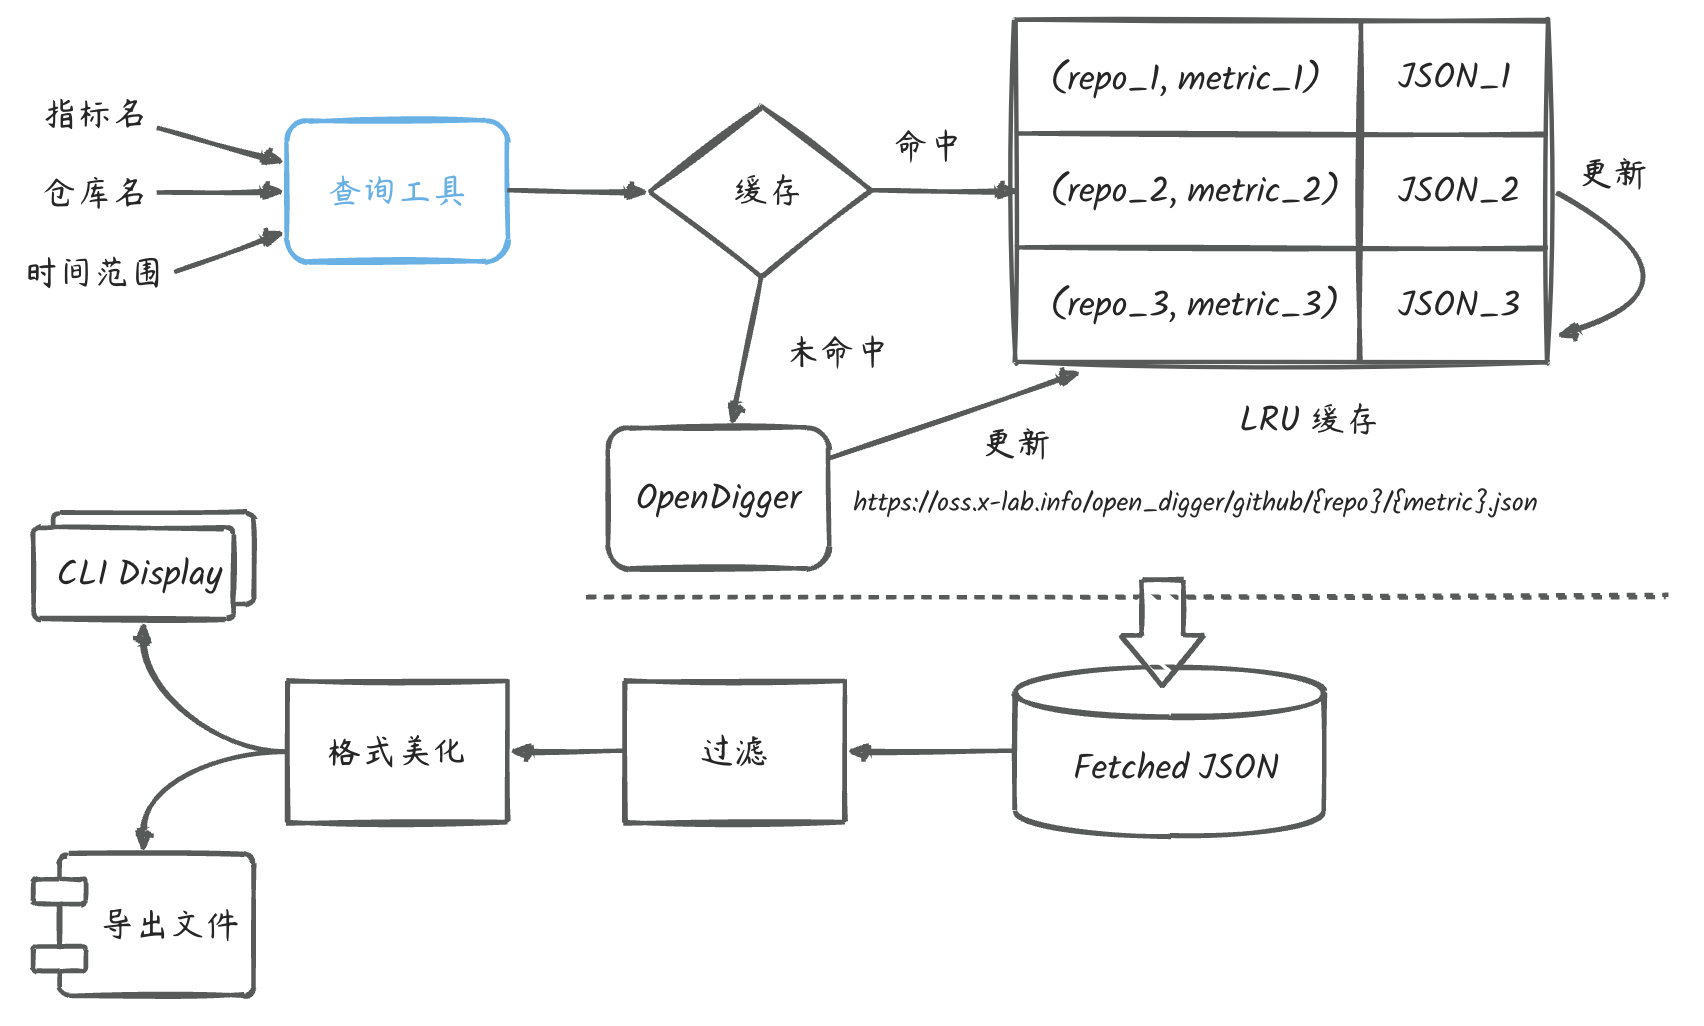 指标名
仓库名
时间范围
查询工具
缓存
命中
未命中
(repo_1, metric_1)
JSON_1
(repo_2, metric_2)
JSON_2
(repo_3, metric_3)
JSON_3
更新
LRU 缓存
更新
OpenDigger
https://oss.x-lab.info/open_digger/github/{repo}/{metric}.json
Fetched JSON
过滤
格式美化
CLI Display
导出文件